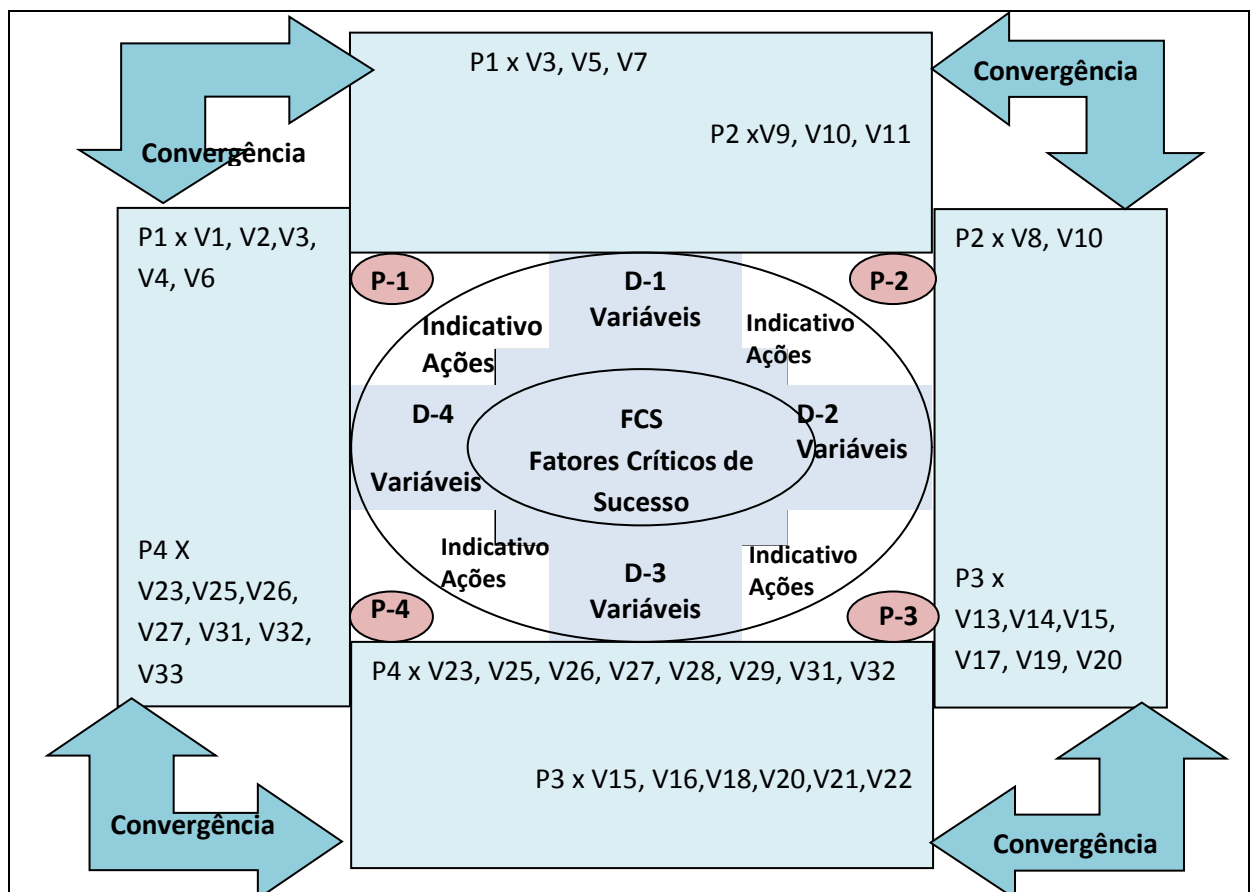 P1 x V3, V5, V7
P2 xV9, V10, V11
Convergência
Convergência
P1 x V1, V2,V3,
V4, V6
P4 X
V23,V25,V26,
V27, V31, V32,
V33
P2 x V8, V10
P3 x
V13,V14,V15,
V17, V19, V20
P-1
P-2
D-1
Variáveis
Indicativo
Ações
Indicativo
Ações
D-4
Variáveis
FCS
Fatores Críticos de
Sucesso
D-2
Variáveis
Indicativo
Ações
D-3
Variáveis
Indicativo
Ações
P-4
P-3
P4 x V23, V25, V26, V27, V28, V29, V31, V32
P3 x V15, V16,V18,V20,V21,V22
Convergência
Convergência